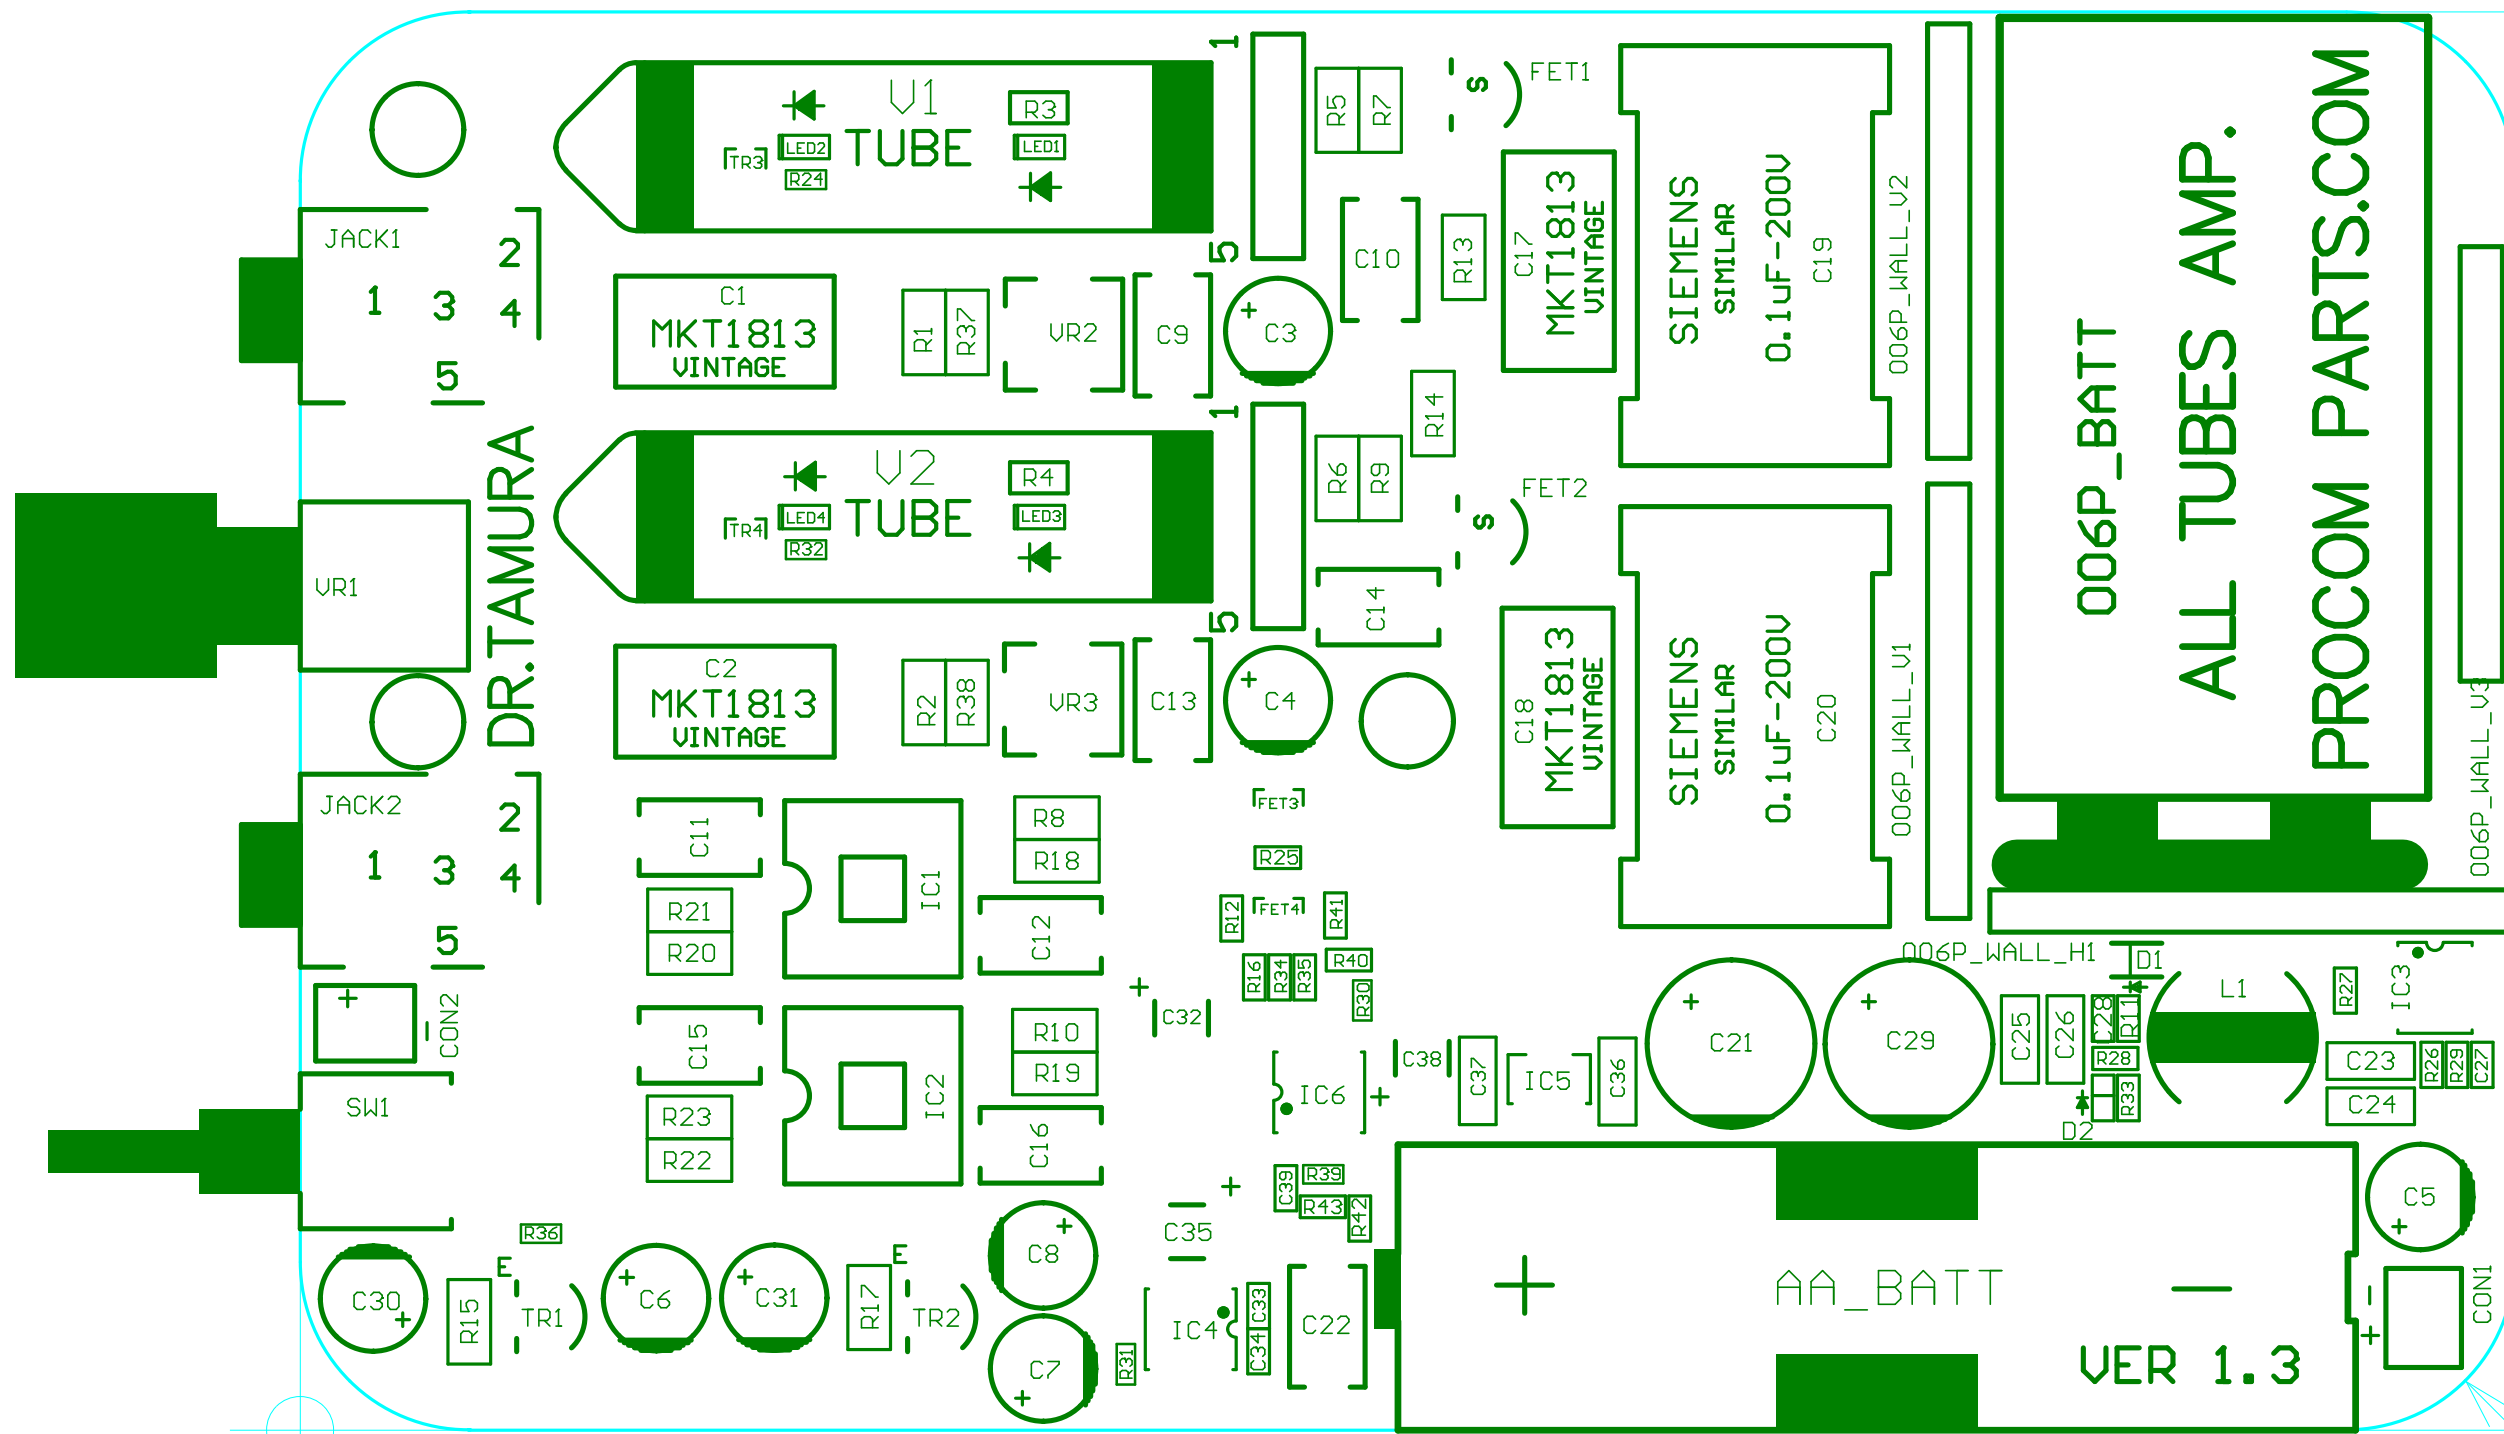 V1
TUBE
R3
LED2
LED1
TR3
R24
1
5
R5
R7
s
FET1
C10
R13
C17
MKT1813
VINTAGE
SIEMENS
SIMILAR
0.1uF-200V
C19
006P_WALL_V2
006P_BATT
ALL TUBES AMP.
PROCOM PARTS.COM
JACK1
1
2
3
4
5
C1
MKT1813
VINTAGE
R1
R37
VR2
C9
+
C3
R14
V2
TUBE
R4
LED4
LED3
TR4
R32
1
5
R6
R9
s
FET2
C14
DR.TAMURA
VR1
C2
MKT1813
VINTAGE
R2
R38
VR3
C13
+
C4
C18
MKT1813
VINTAGE
SIEMENS
SIMILAR
0.1uF-200V
C20
006P_WALL_V1
006P_WALL_V3
JACK2
1
2
3
4
5
C11
R21
R20
IC1
R8
R18
C12
FET3
R25
FET4
R12
R41
R16
R34
R35
R40
R30
006P_WALL_H1
D1
L1
R27
IC3
+
CON2
C15
R23
R22
IC2
R10
R19
C16
+
C32
C38
C37
IC5
C36
IC6
+
+
C21
+
C29
C25
C26
C28
R11
R28
R33
D2
C23
C24
R26
R29
C27
SW1
R36
C30
+
R15
E
TR1
+
C6
+
C31
R17
E
TR2
C8
+
C7
+
R31
+
C35
IC4
C39
R39
R43
R42
C33
C34
C22
+
AA_BATT
—
VER 1.3
C5
+
CON1
+